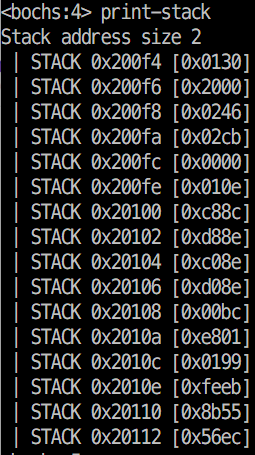 <bochs:4> print-stack
Stack address size 2
| STACK 0x200f4 [0x0130]
| STACK 0x200f6 [0x2000]
| STACK 0x200f8 [0x0246]
| STACK 0x200fa [0x02cb]
| STACK 0x200fc [0x0000]
| STACK 0x200fe [0x010e]
| STACK 0x20100 [0xc88c]
| STACK 0x20102 [0xd88e]
| STACK 0x20104 [0xc08e]
| STACK 0x20106 [0xd08e]
| STACK 0x20108 [0x00bc]
| STACK 0x2010a [0xe801]
| STACK 0x2010c [0x0199]
| STACK 0x2010e [0xfeeb]
| STACK 0x20110 [0x8b55]
| STACK 0x20112 [0x56ec]